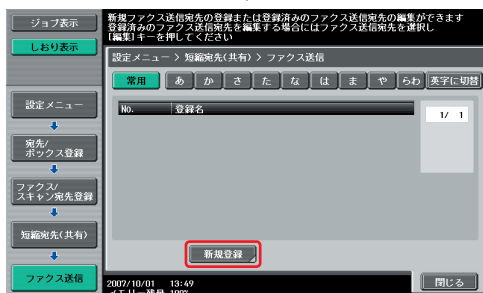 ジョブ表示
しおり表示
新規ファクス送信宛先の登録または登録済みのファクス送信宛先の編集ができます
登録済みのファクス送信宛先を編集する場合にはファクス送信宛先を選択し
[編集]キーを押してください
設定メニュー > 短縮宛先(共有) > ファクス送信
常用 あ か さ た な は ま や らわ 英字に切替
No. 登録名
1/ 1
設定メニュー
宛先/
ボックス登録
ファクス/
スキャン宛先登録
短縮宛先(共有)
ファクス送信
新規登録
2007/10/01 13:49
メモリー残量 100%
閉じる